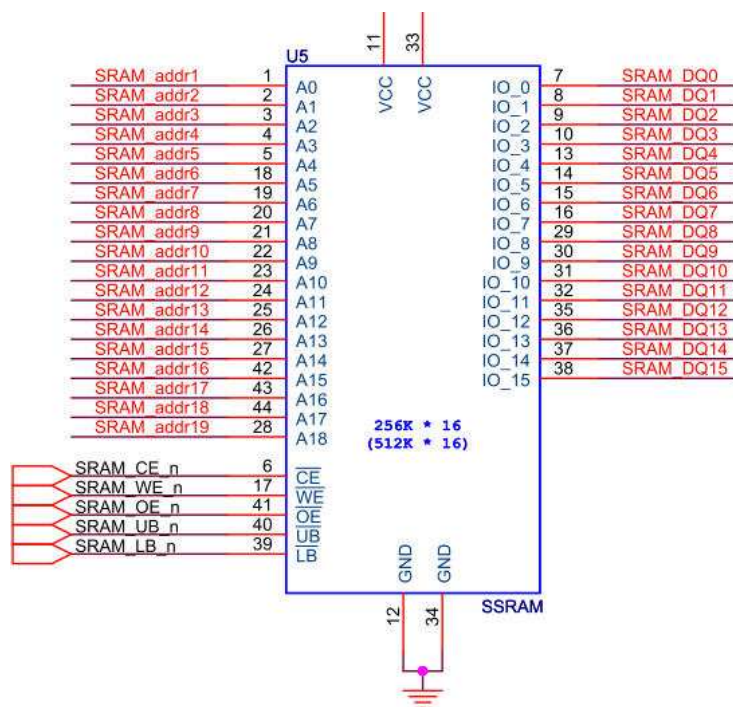 11 33
U5
VCC VCC
SRAM_addr1 1 A0 IO_0 7 SRAM_DQ0
SRAM_addr2 2 A1 IO_1 8 SRAM_DQ1
SRAM_addr3 3 A2 IO_2 9 SRAM_DQ2
SRAM_addr4 4 A3 IO_3 10 SRAM_DQ3
SRAM_addr5 5 A4 IO_4 13 SRAM_DQ4
SRAM_addr6 18 A5 IO_5 14 SRAM_DQ5
SRAM_addr7 19 A6 IO_6 15 SRAM_DQ6
SRAM_addr8 20 A7 IO_7 16 SRAM_DQ7
SRAM_addr9 21 A8 IO_8 29 SRAM_DQ8
SRAM_addr10 22 A9 IO_9 30 SRAM_DQ9
SRAM_addr11 23 A10 IO_10 31 SRAM_DQ10
SRAM_addr12 24 A11 IO_11 32 SRAM_DQ11
SRAM_addr13 25 A12 IO_12 35 SRAM_DQ12
SRAM_addr14 26 A13 IO_13 36 SRAM_DQ13
SRAM_addr15 27 A14 IO_14 37 SRAM_DQ14
SRAM_addr16 42 A15 IO_15 38 SRAM_DQ15
SRAM_addr17 43 A16
SRAM_addr18 44 A17
SRAM_addr19 28 A18
256K * 16
(512K * 16)
SRAM_CE_n 6 CE
SRAM_WE_n 17 WE
SRAM_OE_n 41 OE
SRAM_UB_n 40 UB
SRAM_LB_n 39 LB
GND GND
SSRAM
12 34